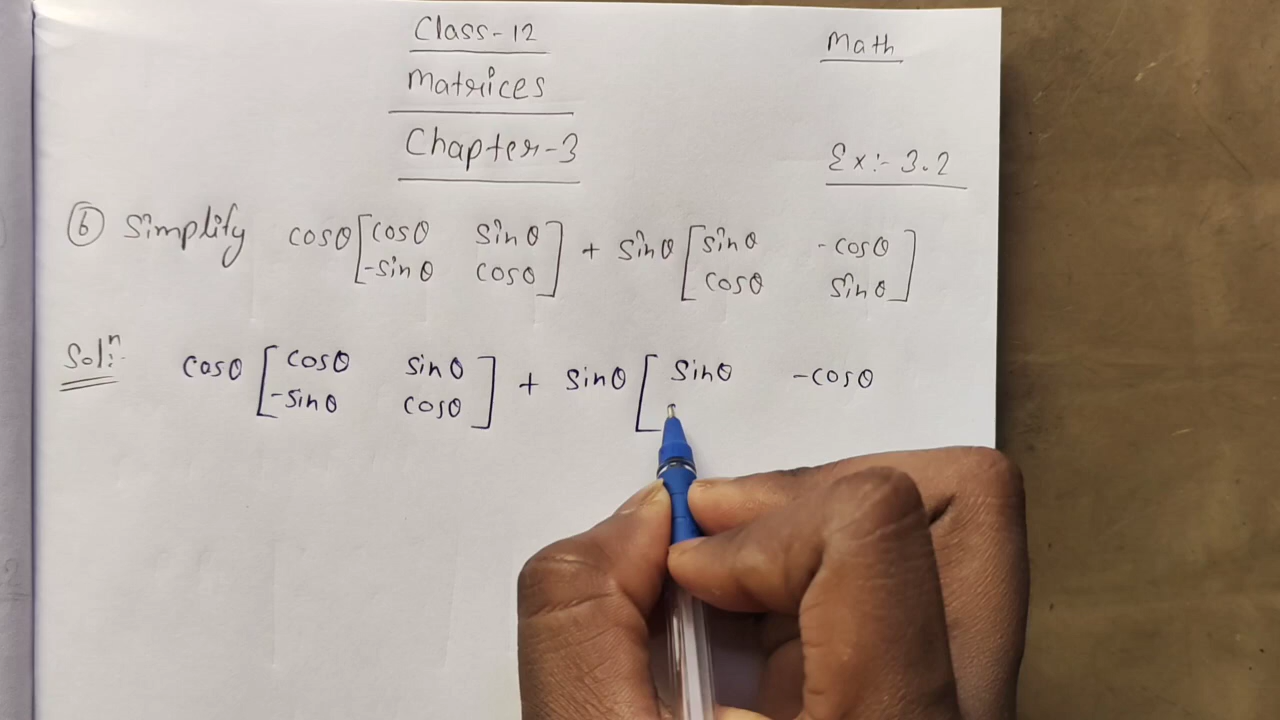 Class-12
Math
Matrices
Chapter-3
Ex:- 3.2
⑥ Simplify cosθ [cosθ sinθ] + sinθ [sinθ -cosθ]
[-sinθ cosθ] [cosθ sinθ]
Solⁿ:- cosθ [cosθ sinθ] + sinθ [sinθ -cosθ
[-sinθ cosθ] [